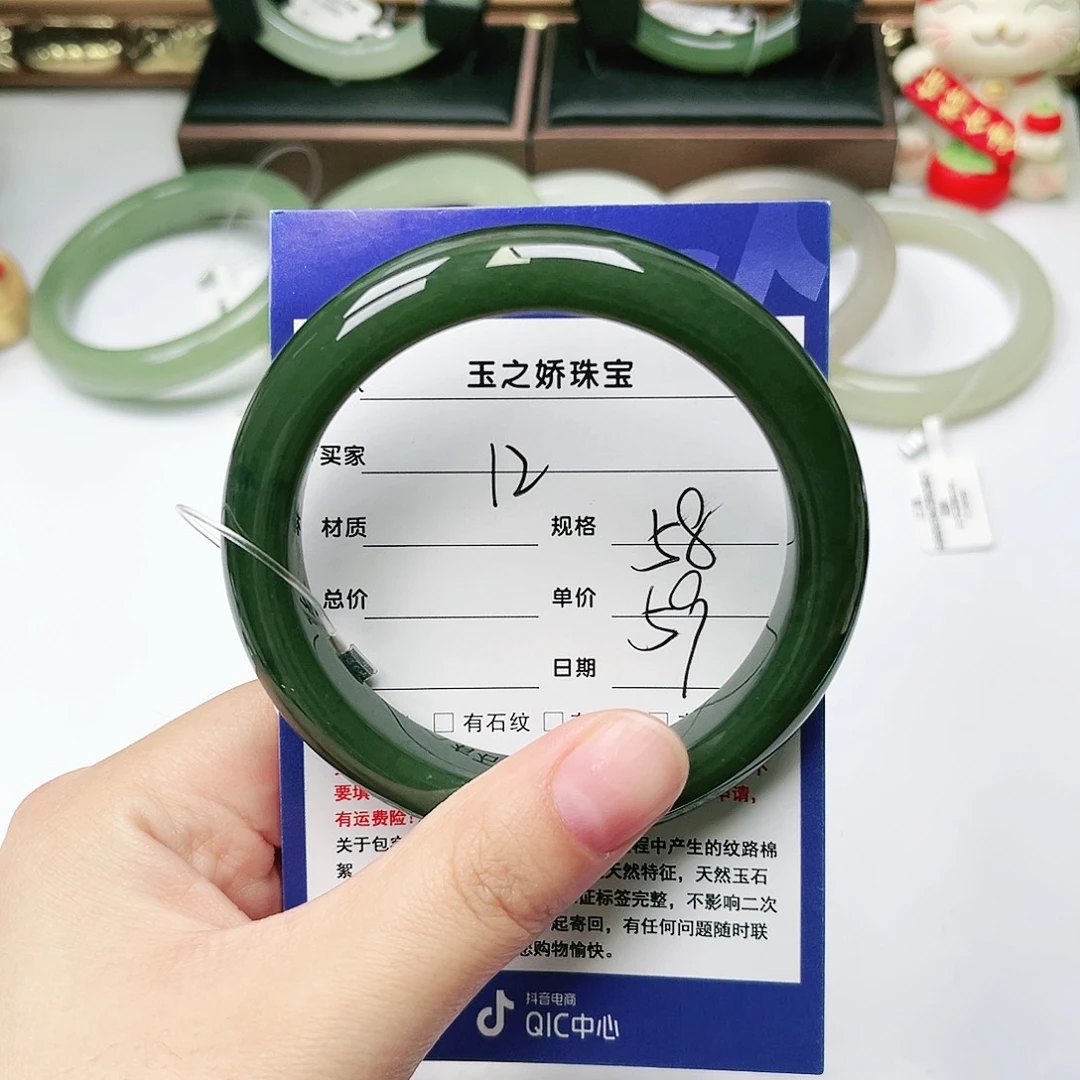 玉之娇珠宝
买家 12
材质 规格 58
总价 单价 59
日期
有石纹
要填
申请,
有运费险!
关于包 程中产生的纹路棉
絮 天然特征，天然玉石
证标签完整，不影响二次
起寄回，有任何问题随时联
您购物愉快。
抖音电商
QIC中心